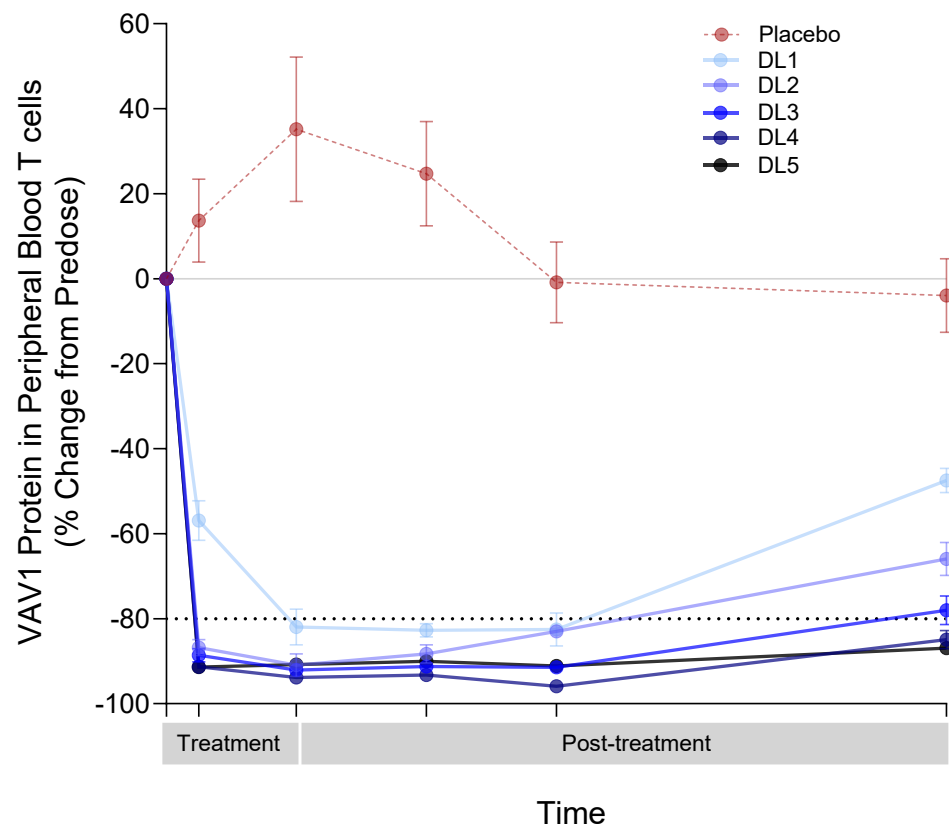 VAV1 Protein in Peripheral Blood T cells
(% Change from Predose)
60
40
20
0
-20
-40
-60
-80
-100
Placebo
DL1
DL2
DL3
DL4
DL5
Treatment
Post-treatment
Time